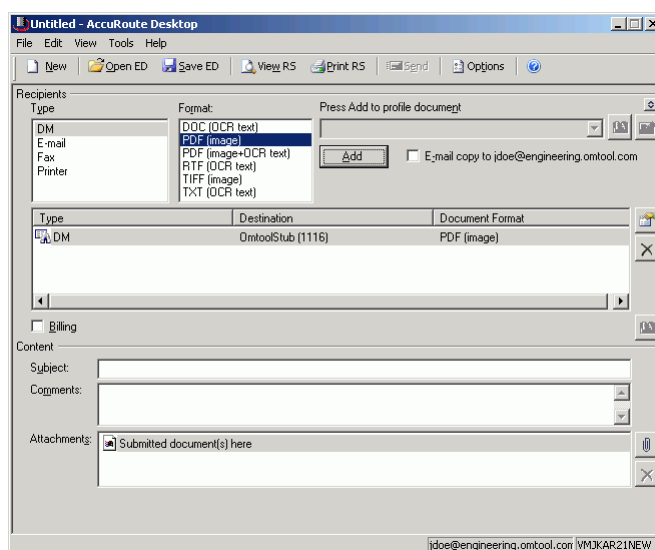 Untitled - AccuRoute Desktop
File Edit View Tools Help
New Open ED Save ED View RS Print RS Send Options
Recipients
Type Format: Press Add to profile document
DM
E-mail
Fax
Printer
DOC (OCR text)
PDF (image)
PDF (image+OCR text)
RTF (OCR text)
TIFF (image)
TXT (OCR text)
Add E-mail copy to jdoe@engineering.omtool.com
Type Destination Document Format
DM OmtoolStub (1116) PDF (image)
Billing
Content
Subject:
Comments:
Attachments: Submitted document(s) here
jdoe@engineering.omtool.com VMJKAR21NEW